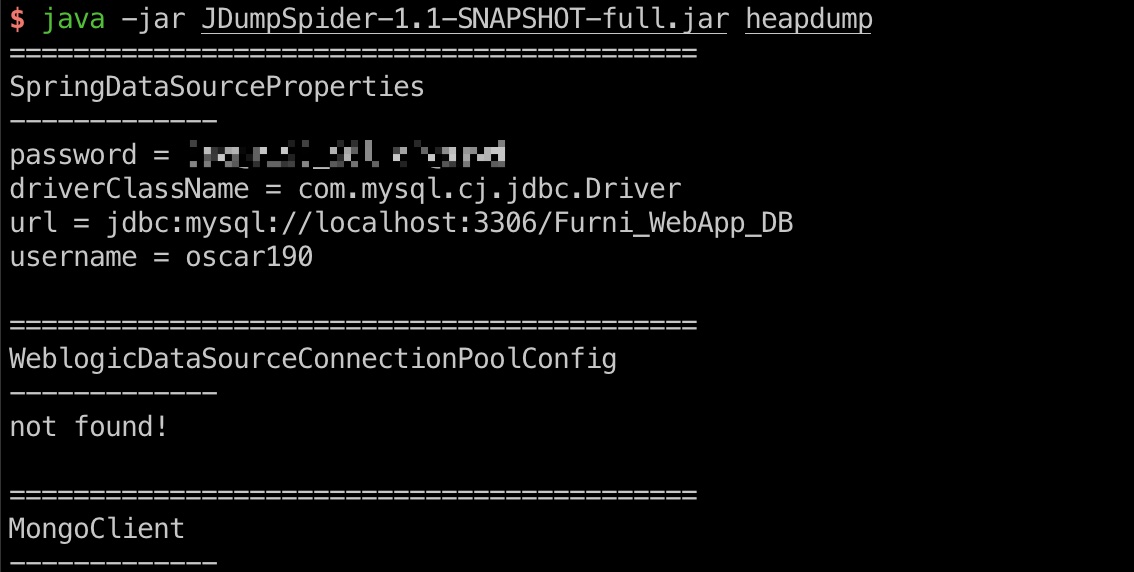 $ java -jar JDumpSpider-1.1-SNAPSHOT-full.jar heapdump
===========================================
SpringDataSourceProperties
-------------
password =
driverClassName = com.mysql.cj.jdbc.Driver
url = jdbc:mysql://localhost:3306/Furni_WebApp_DB
username = oscar190
===========================================
WeblogicDataSourceConnectionPoolConfig
-------------
not found!
===========================================
MongoClient
-------------